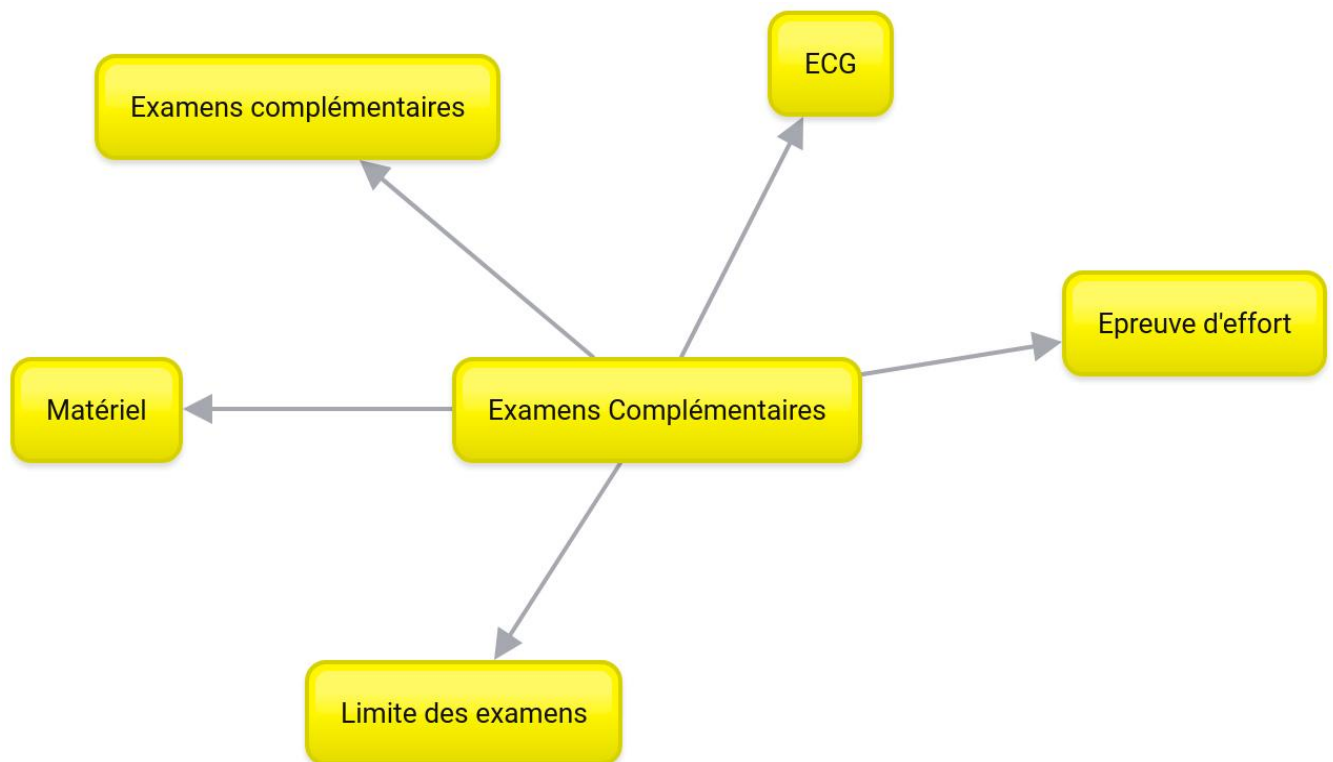 ECG
Examens complémentaires
Epreuve d'effort
Matériel
Examens Complémentaires
Limite des examens